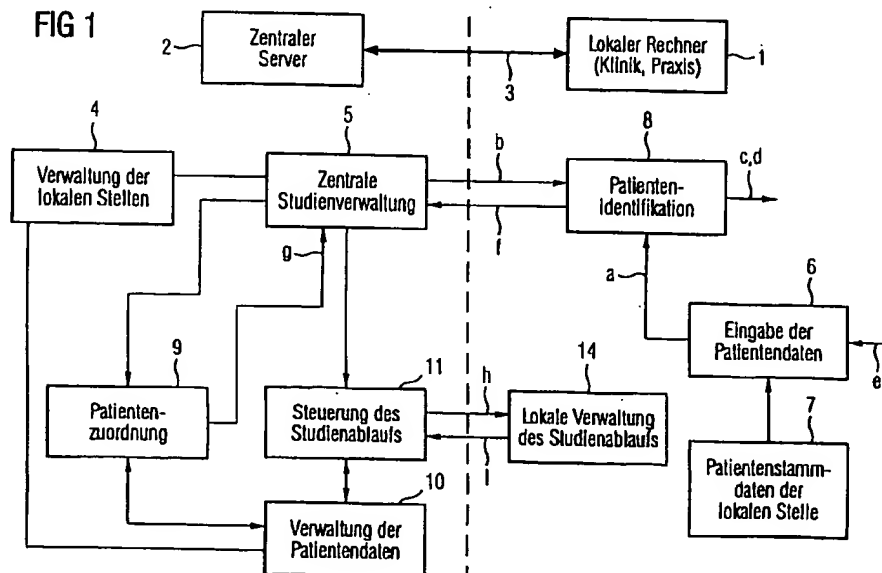 FIG 1
2
Zentraler
Server
3
Lokaler Rechner
(Klinik, Praxis)
1
4
Verwaltung der
lokalen Stellen
5
Zentrale
Studienverwaltung
b
f
8
Patienten-
identifikation
c,d
g
a
6
Eingabe der
Patientendaten
e
9
Patienten-
zuordnung
11
Steuerung des
Studienablaufs
h
i
14
Lokale Verwaltung
des Studienablaufs
7
Patientenstamm-
daten der
lokalen Stelle
10
Verwaltung der
Patientendaten